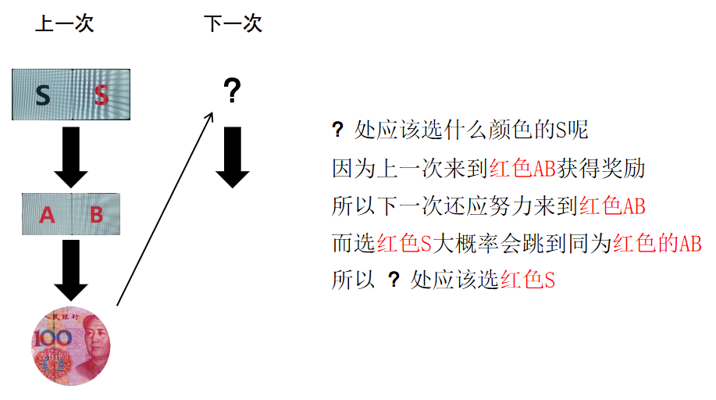 上一次
下一次
S S
?
A B
100
? 处应该选什么颜色的S呢
因为上一次来到红色AB获得奖励
所以下一次还应努力来到红色AB
而选红色S大概率会跳到同为红色的AB
所以 ? 处应该选红色S